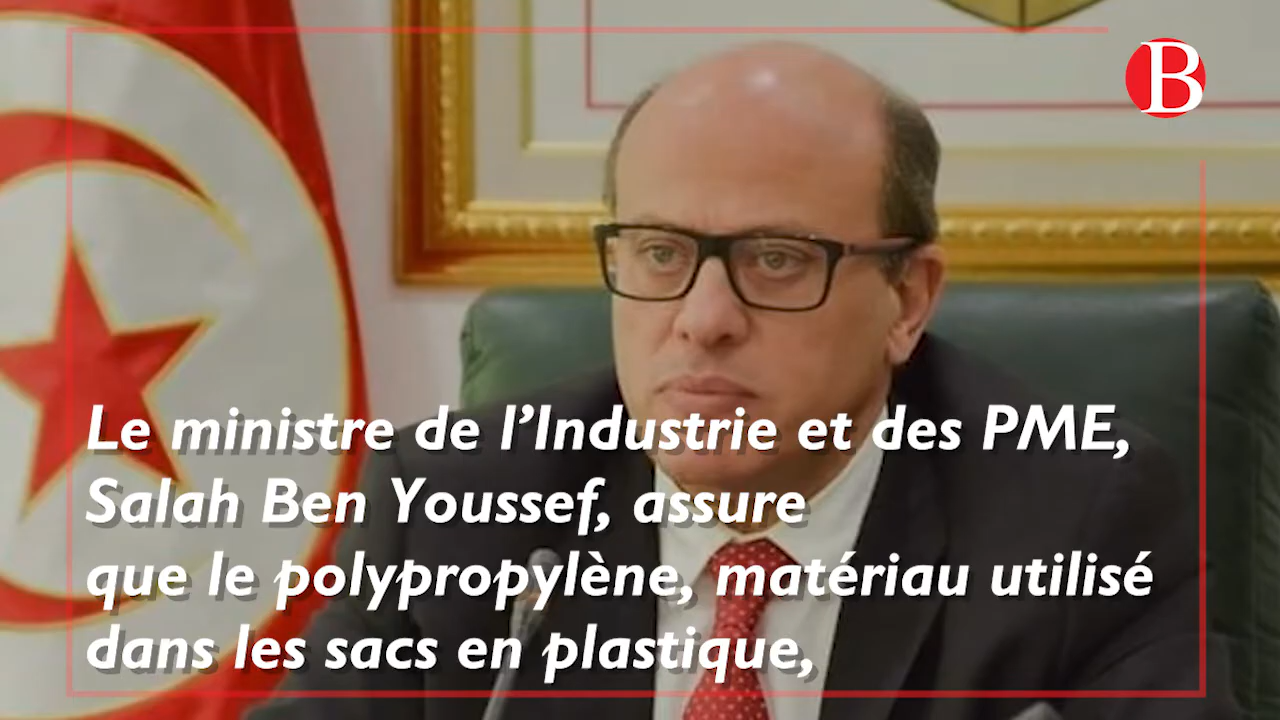 B
Le ministre de l’Industrie et des PME,
Salah Ben Youssef, assure
que le polypropylène, matériau utilisé
dans les sacs en plastique,